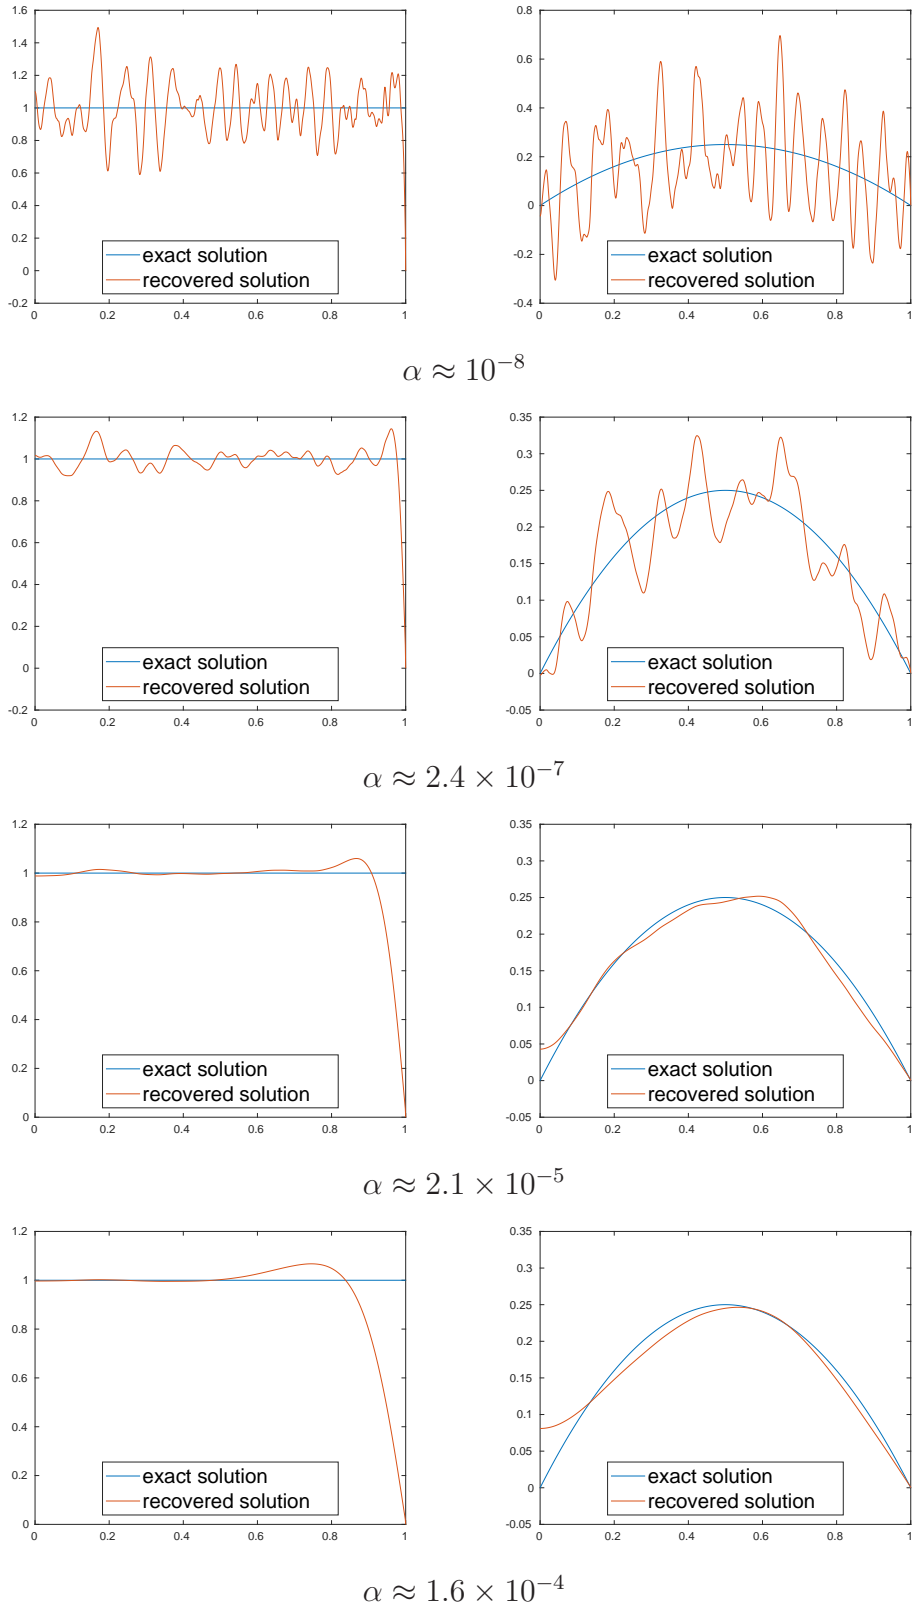 1.6
1.4
1.2
1
0.8
0.6
0.4
0.2
0
-0.2
0 0.2 0.4 0.6 0.8 1
exact solution
recovered solution
0.8
0.6
0.4
0.2
0
-0.2
-0.4
0 0.2 0.4 0.6 0.8 1
exact solution
recovered solution
α ≈ 10⁻⁸
1.2
1
0.8
0.6
0.4
0.2
0
-0.2
0 0.2 0.4 0.6 0.8 1
exact solution
recovered solution
0.35
0.3
0.25
0.2
0.15
0.1
0.05
0
-0.05
0 0.2 0.4 0.6 0.8 1
exact solution
recovered solution
α ≈ 2.4 × 10⁻⁷
1.2
1
0.8
0.6
0.4
0.2
0
0 0.2 0.4 0.6 0.8 1
exact solution
recovered solution
0.35
0.3
0.25
0.2
0.15
0.1
0.05
0
-0.05
0 0.2 0.4 0.6 0.8 1
exact solution
recovered solution
α ≈ 2.1 × 10⁻⁵
1.2
1
0.8
0.6
0.4
0.2
0
0 0.2 0.4 0.6 0.8 1
exact solution
recovered solution
0.35
0.3
0.25
0.2
0.15
0.1
0.05
0
-0.05
0 0.2 0.4 0.6 0.8 1
exact solution
recovered solution
α ≈ 1.6 × 10⁻⁴